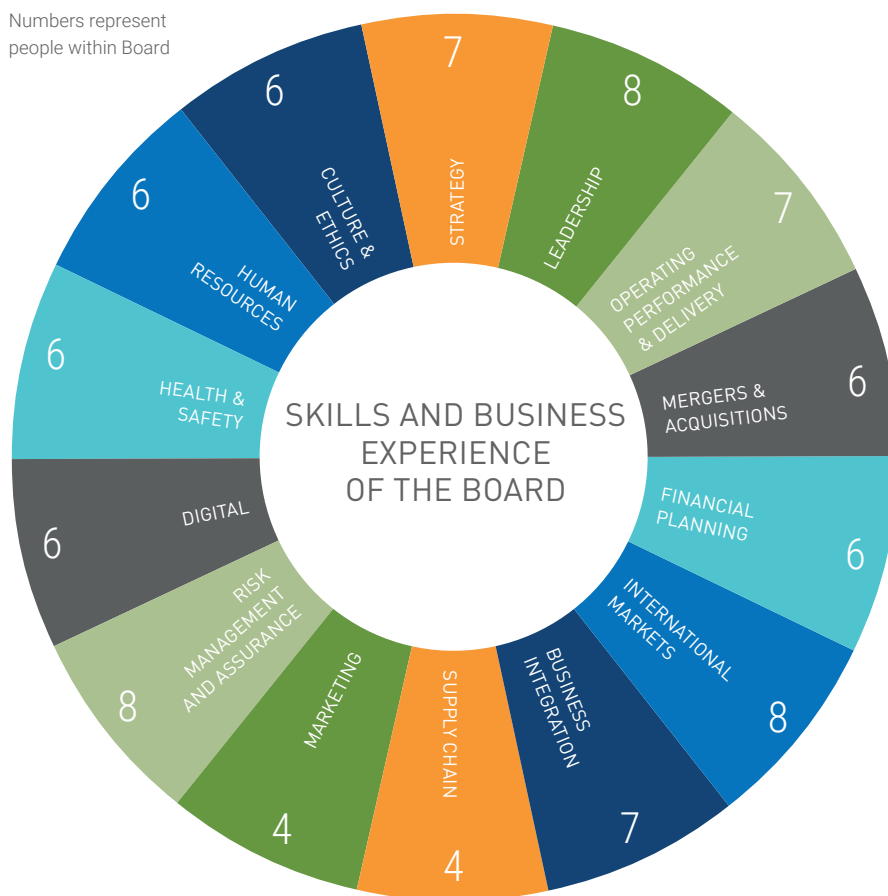 Numbers represent
people within Board
7
STRATEGY
8
LEADERSHIP
7
OPERATING
PERFORMANCE
& DELIVERY
6
MERGERS &
ACQUISITIONS
6
FINANCIAL
PLANNING
8
INTERNATIONAL
MARKETS
7
BUSINESS
INTEGRATION
4
SUPPLY CHAIN
4
MARKETING
8
RISK
MANAGEMENT
AND ASSURANCE
6
DIGITAL
6
HEALTH &
SAFETY
6
HUMAN
RESOURCES
6
CULTURE &
ETHICS
SKILLS AND BUSINESS
EXPERIENCE
OF THE BOARD